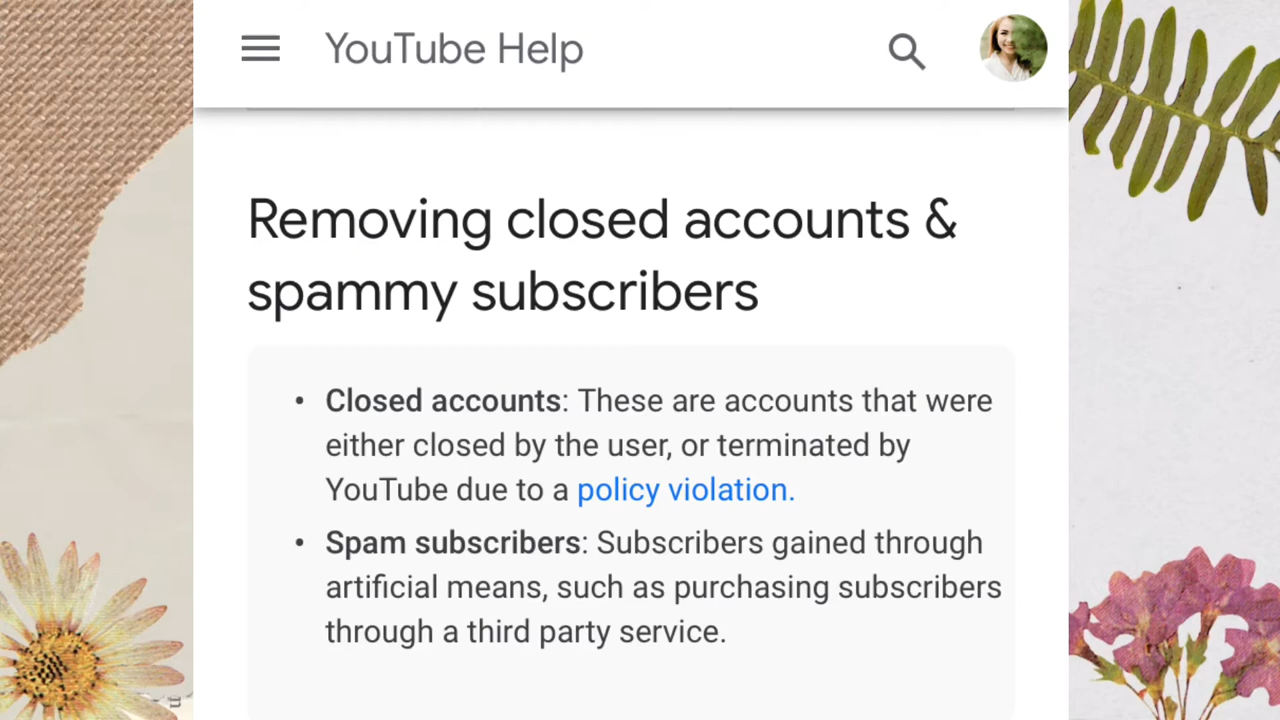 YouTube Help
Removing closed accounts &
spammy subscribers
• Closed accounts: These are accounts that were
either closed by the user, or terminated by
YouTube due to a policy violation.
• Spam subscribers: Subscribers gained through
artificial means, such as purchasing subscribers
through a third party service.